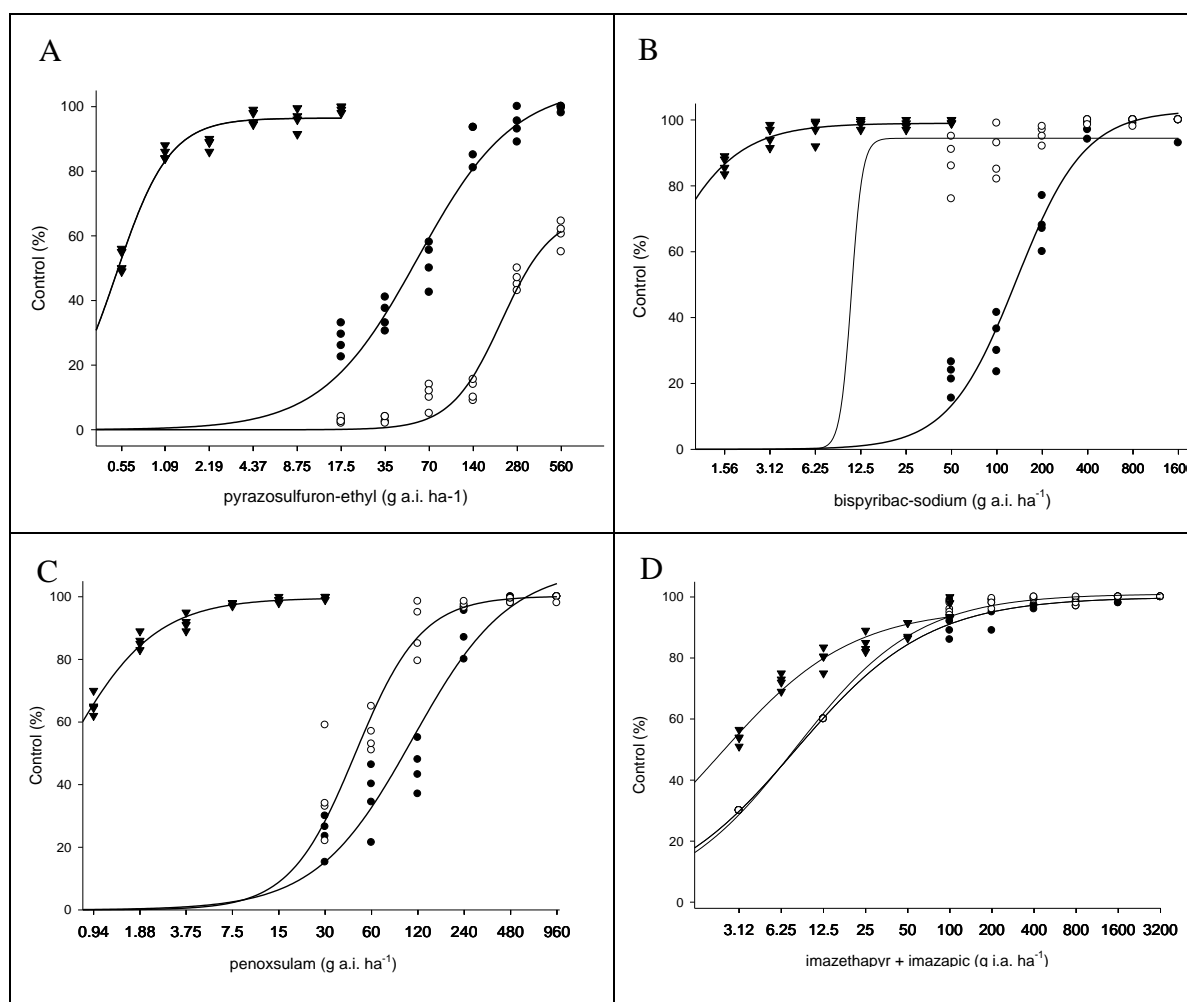 A
100
80
60
40
20
0
Control (%)
0.55 1.09 2.19 4.37 8.75 17.5 35 70 140 280 560
pyrazosulfuron-ethyl (g a.i. ha-1)
B
100
80
60
40
20
0
Control (%)
1.56 3.12 6.25 12.5 25 50 100 200 400 800 1600
bispyribac-sodium (g a.i. ha-1)
C
100
80
60
40
20
0
Control (%)
0.94 1.88 3.75 7.5 15 30 60 120 240 480 960
penoxsulam (g a.i. ha-1)
D
100
80
60
40
20
0
Control (%)
3.12 6.25 12.5 25 50 100 200 400 800 1600 3200
imazethapyr + imazapic (g i.a. ha-1)